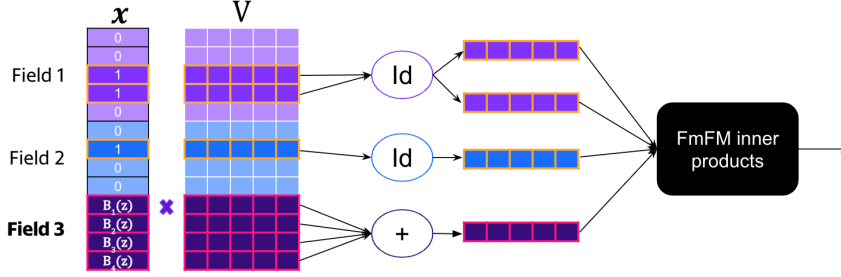 x V
0
0
Field 1 1 Id
1
0
0
Field 2 1 Id
0
0
FmFM inner
products
B₁(z) ×
B₂(z)
Field 3 +
B₃(z)
B₄(z)